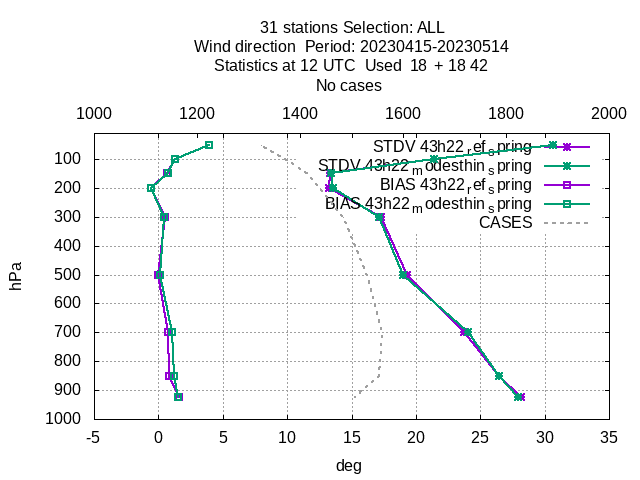 31 stations Selection: ALL
Wind direction  Period: 20230415-20230514
Statistics at 12 UTC  Used  18  + 18 42
No cases
1000 1200 1400 1600 1800 2000
STDV 43h22_ref_spring
STDV 43h22_modesthin_spring
BIAS 43h22_ref_spring
BIAS 43h22_modesthin_spring
CASES
100
200
300
400
500
600
700
800
900
1000
hPa
-5 0 5 10 15 20 25 30 35
deg